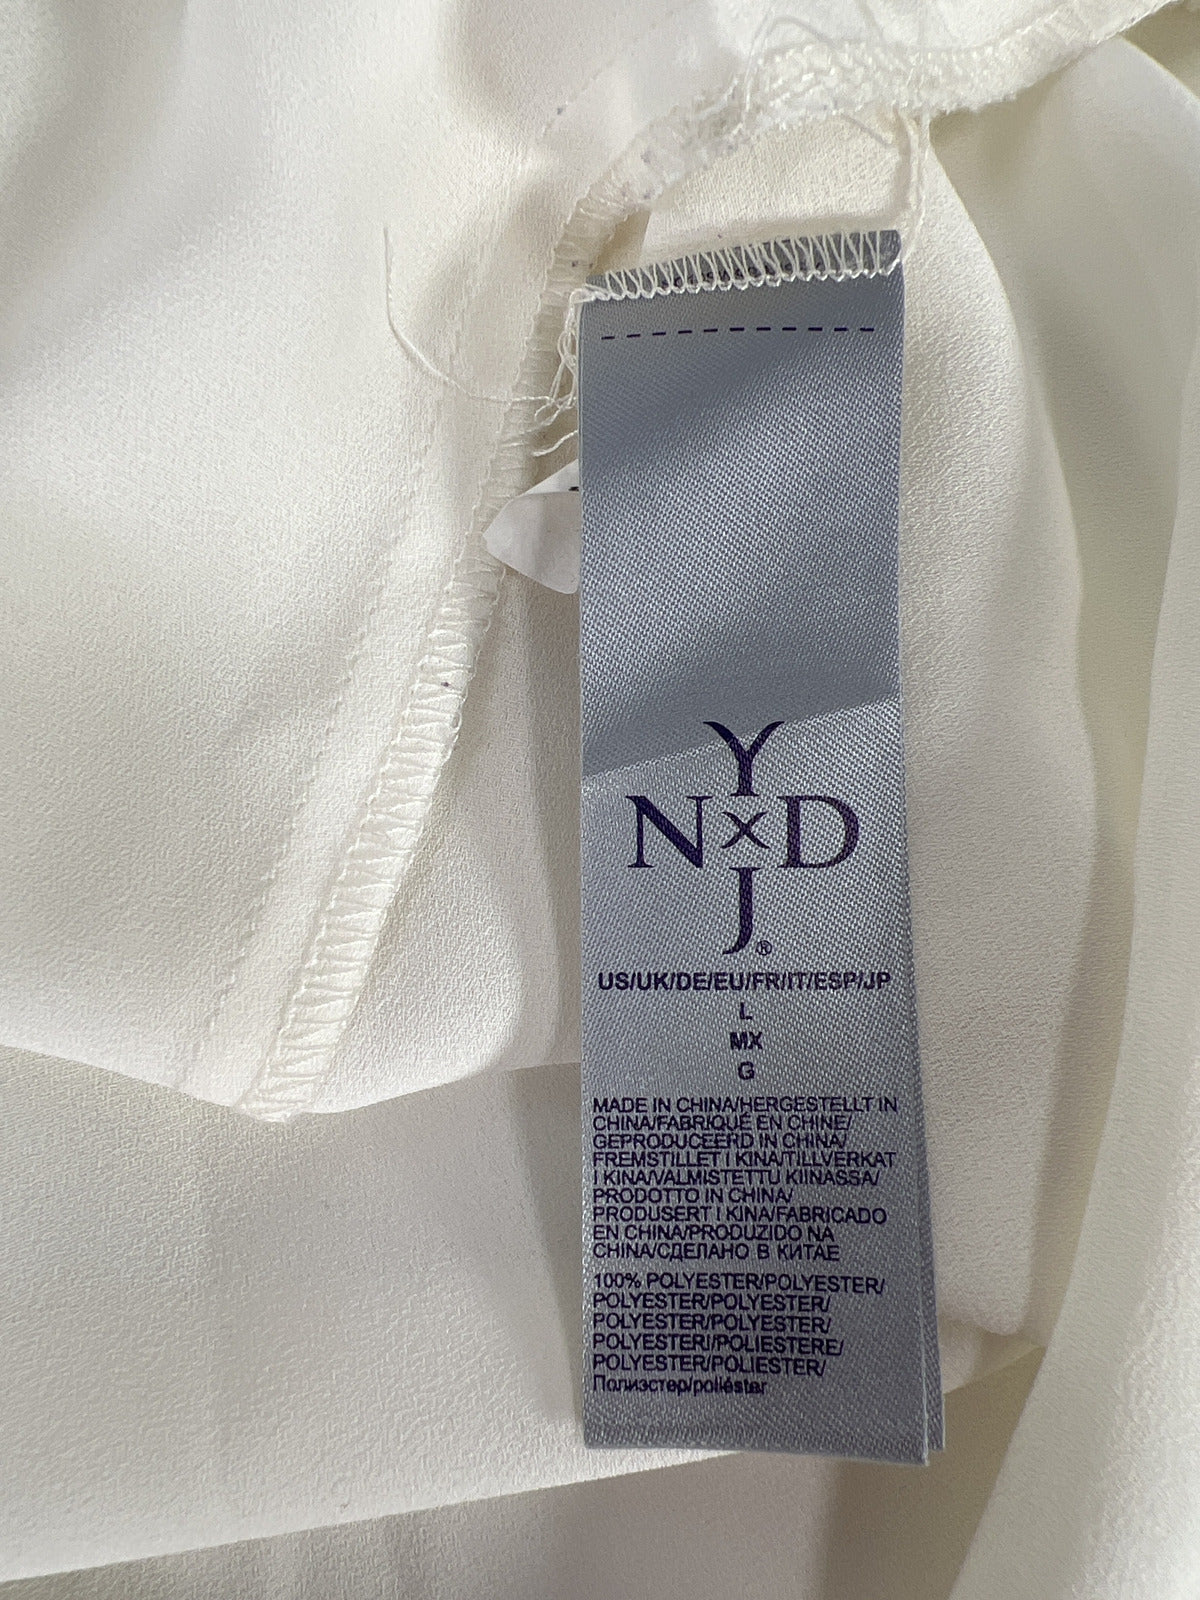 Y
N x D
J®
US/UK/DE/EU/FR/IT/ESP/JP
L
MX
G
MADE IN CHINA/HERGESTELLT IN
CHINA/FABRIQUÉ EN CHINE/
GEPRODUCEERD IN CHINA/
FREMSTILLET I KINA/TILLVERKAT
I KINA/VALMISTETTU KIINASSA/
PRODOTTO IN CHINA/
PRODUSERT I KINA/FABRICADO
EN CHINA/PRODUZIDO NA
CHINA/СДЕЛАНО В КИТАЕ
100% POLYESTER/POLYESTER/
POLYESTER/POLYESTER/
POLYESTER/POLYESTER/
POLYESTERI/POLIESTERE/
POLYESTER/POLIESTER/
Полиэстер/poliéster